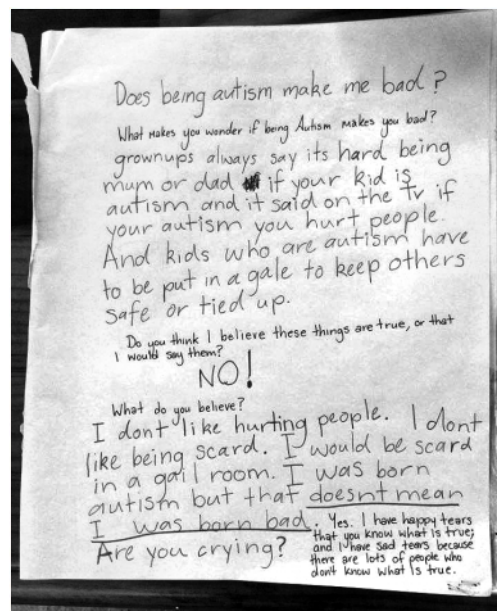 Does being autism make me bad?
What makes you wonder if being Autism makes you bad?
grownups always say its hard being
mum or dad if your kid is
autism and it said on the Tv if
your autism you hurt people.
And kids who are autism have
to be put in a gale to keep others
safe or tied up.
Do you think I believe these things are true, or that
I would say them?
NO!
What do you believe?
I dont like hurting people. I dont
like being scard. I would be scard
in a gail room. I was born
autism but that doesnt mean
I was born bad.
Yes. I have happy tears
that you know what is true;
and I have sad tears because
there are lots of people who
don't know what is true.
Are you crying?